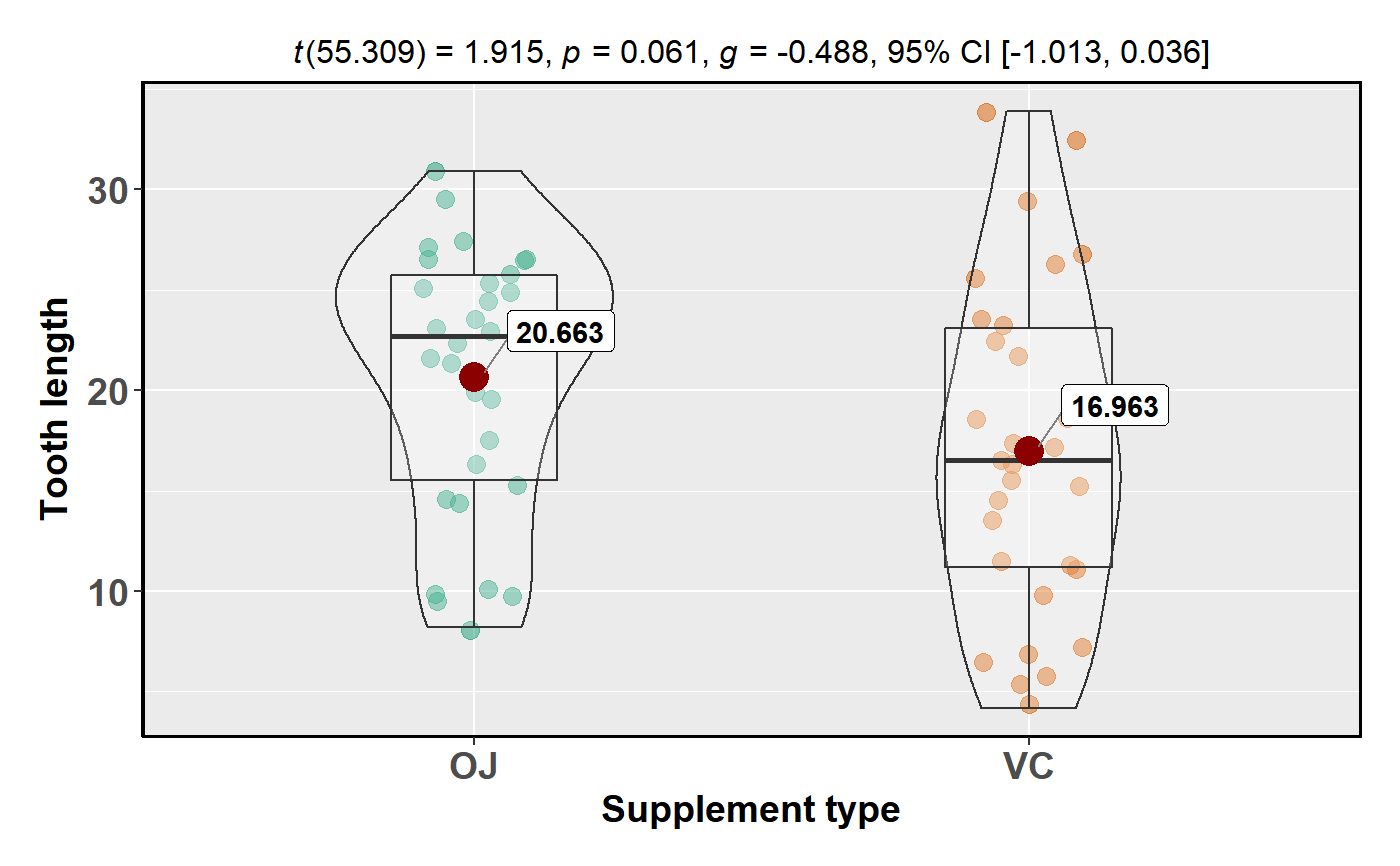 t(55.309) = 1.915, p = 0.061, g = -0.488, 95% CI [-1.013, 0.036]
30
20.663
20
16.963
10
Tooth length
OJ
VC
Supplement type